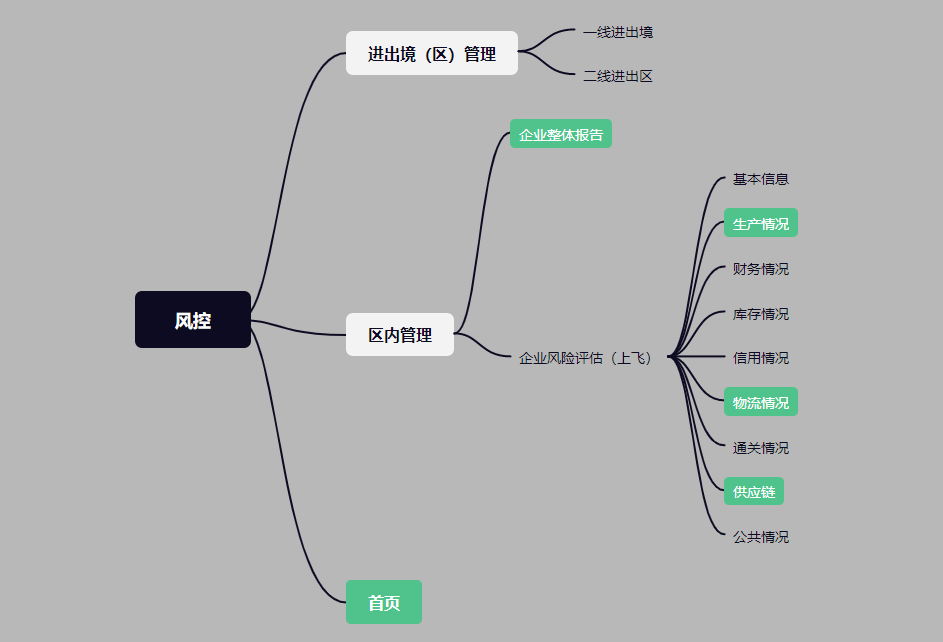 进出境（区）管理
一线进出境
二线进出区
企业整体报告
基本信息
生产情况
财务情况
库存情况
风控
区内管理
企业风险评估（上飞）
信用情况
物流情况
通关情况
供应链
公共情况
首页